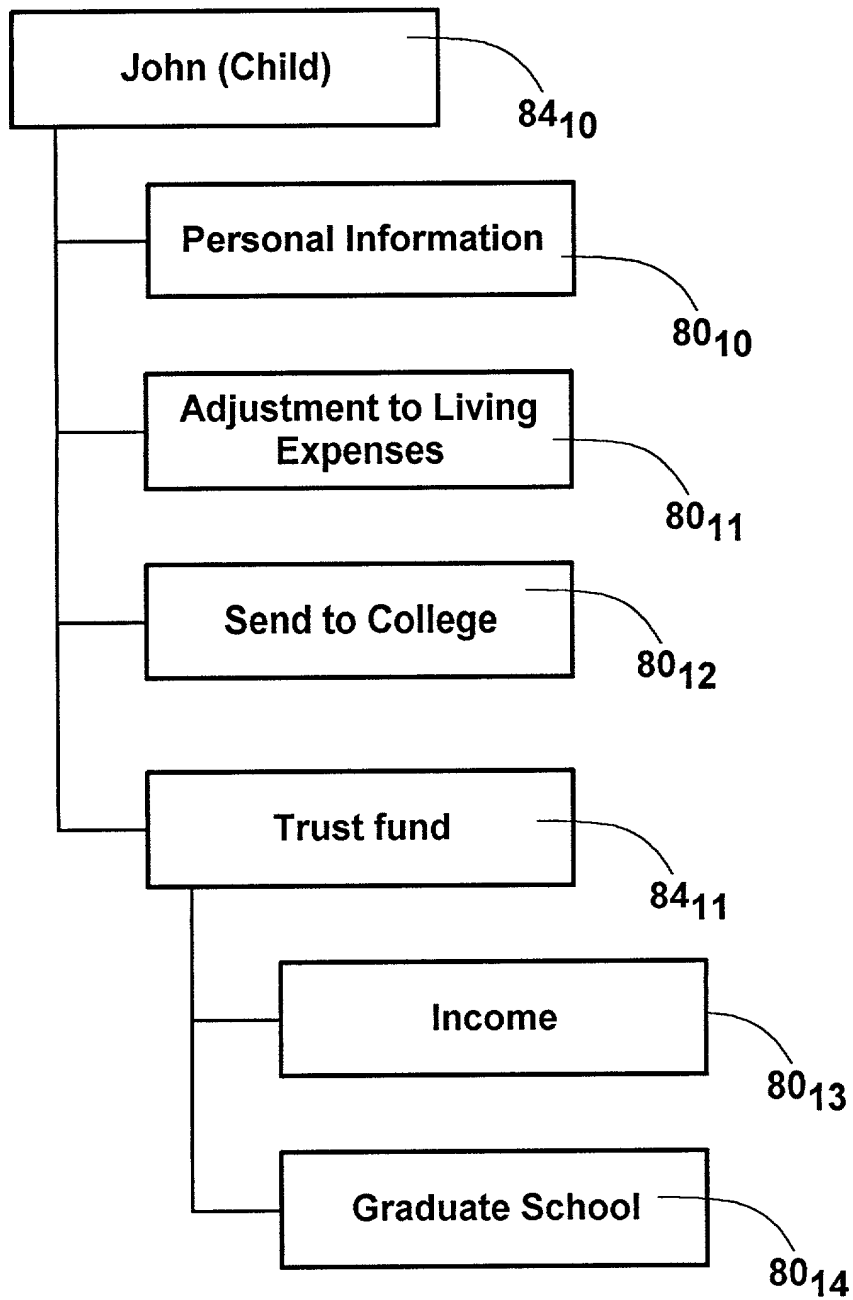 John (Child)
84₁₀
Personal Information
80₁₀
Adjustment to Living
Expenses
80₁₁
Send to College
80₁₂
Trust fund
84₁₁
Income
80₁₃
Graduate School
80₁₄